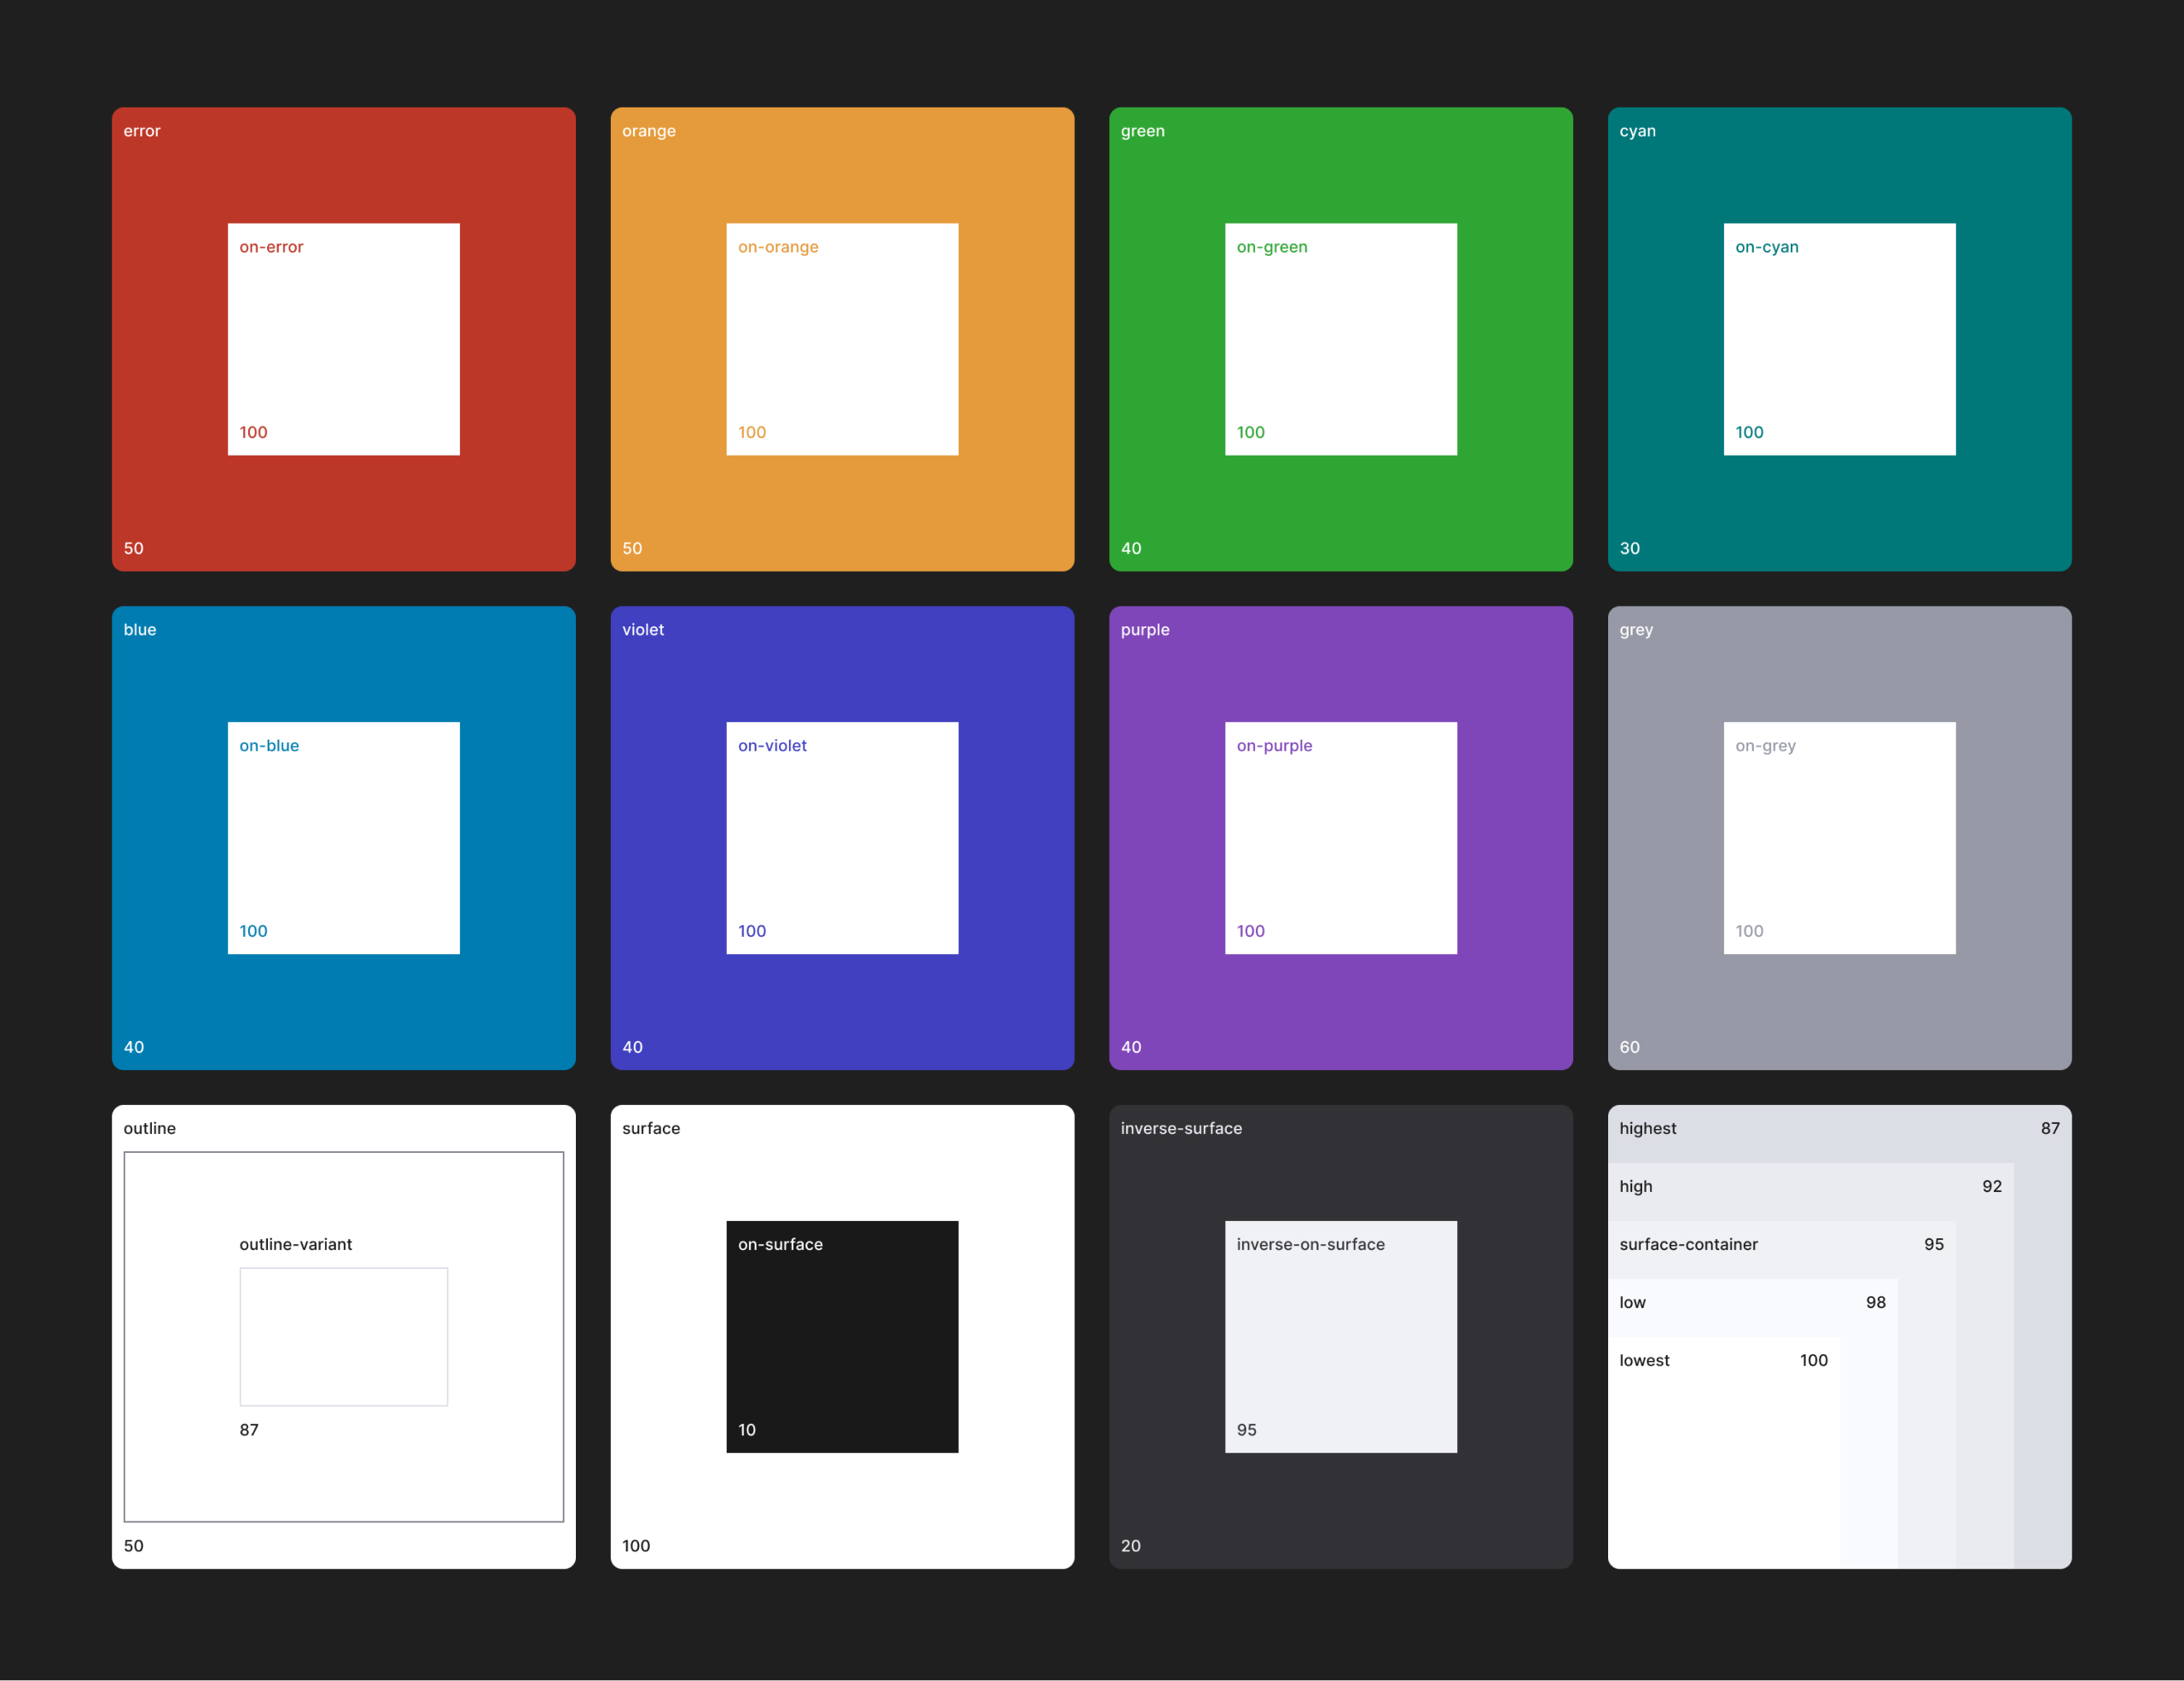 error
on-error
100
50
orange
on-orange
100
50
green
on-green
100
40
cyan
on-cyan
100
30
blue
on-blue
100
40
violet
on-violet
100
40
purple
on-purple
100
40
grey
on-grey
100
60
outline
outline-variant
87
50
surface
on-surface
10
100
inverse-surface
inverse-on-surface
95
20
highest 87
high 92
surface-container 95
low 98
lowest 100